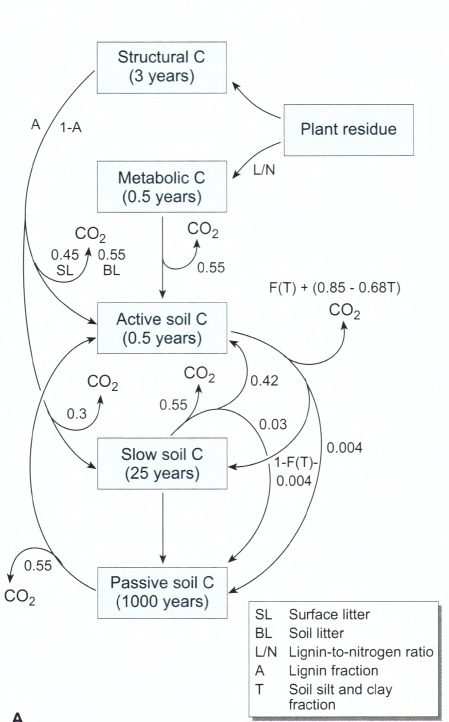 Structural C
(3 years)
Plant residue
A
1-A
L/N
Metabolic C
(0.5 years)
CO2
0.45 0.55
SL BL
CO2
0.55
F(T) + (0.85 - 0.68T)
CO2
Active soil C
(0.5 years)
CO2
0.3
CO2
0.55
0.42
0.03
0.004
1-F(T)-
0.004
Slow soil C
(25 years)
0.55
CO2
Passive soil C
(1000 years)
SL Surface litter
BL Soil litter
L/N Lignin-to-nitrogen ratio
A Lignin fraction
T Soil silt and clay
fraction
A